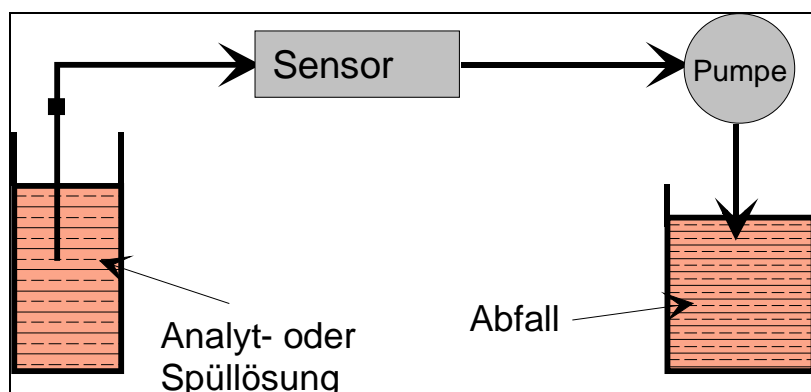 Sensor
Pumpe
Analyt- oder
Spüllösung
Abfall